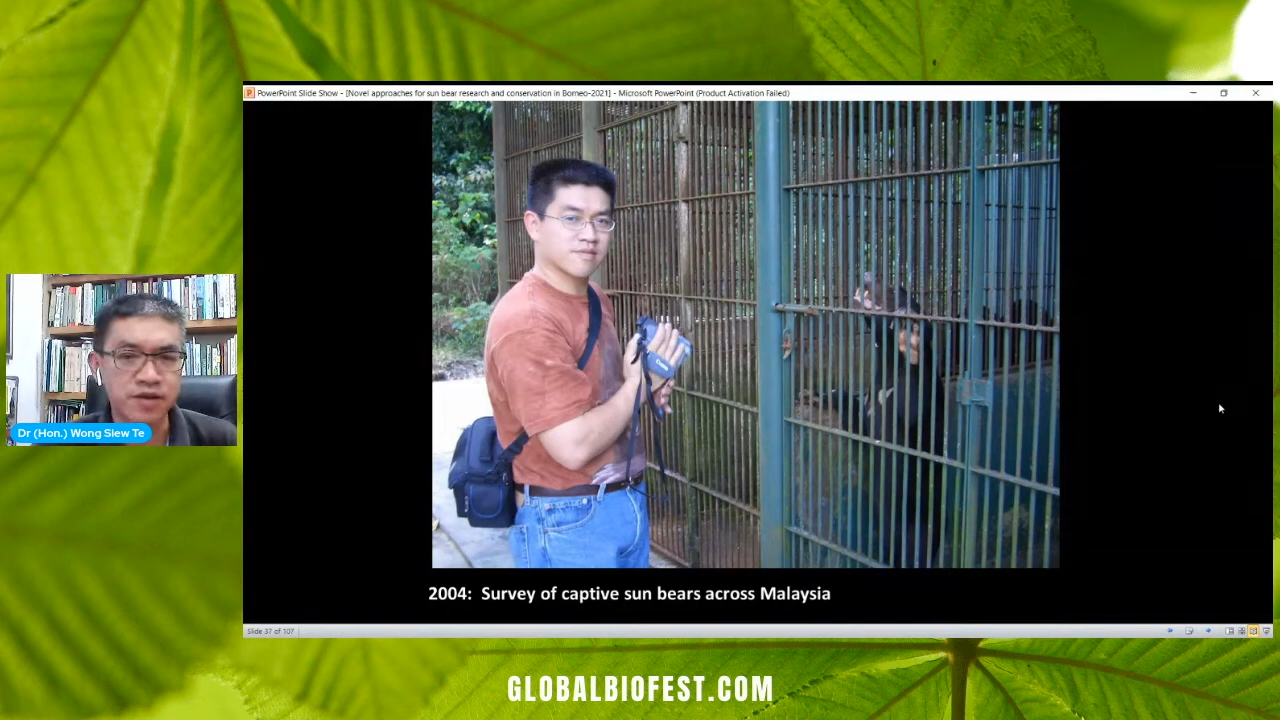 PowerPoint Slide Show - [Novel approaches for sun bear research and conservation in Borneo-2021] - Microsoft PowerPoint (Product Activation Failed)
Dr (Hon.) Wong Siew Te
2004: Survey of captive sun bears across Malaysia
Slide 37 of 107
GLOBALBIOFEST.COM